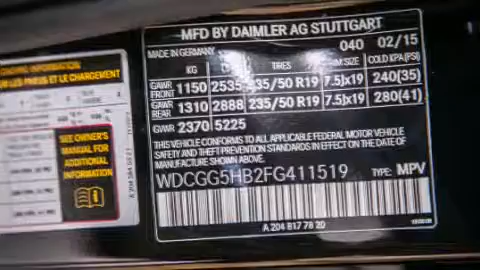 MFD BY DAIMLER AG STUTTGART
MADE IN GERMANY 040 02/15
KG TIRES RIM SIZE COLD KPA (PSI)
GAWR FRONT 1150 2535 235/50 R19 7.5Jx19 240(35)
GAWR REAR 1310 2888 235/50 R19 7.5Jx19 280(41)
GVWR 2370 5225
THIS VEHICLE CONFORMS TO ALL APPLICABLE FEDERAL MOTOR VEHICLE
SAFETY AND THEFT PREVENTION STANDARDS IN EFFECT ON THE DATE OF
MANUFACTURE SHOWN ABOVE.
WDCGG5HB2FG411519 TYPE: MPV
A 204 817 78 20
SUR LES PNEUS ET LE CHARGEMENT
SEE OWNER'S
MANUAL FOR
ADDITIONAL
INFORMATION